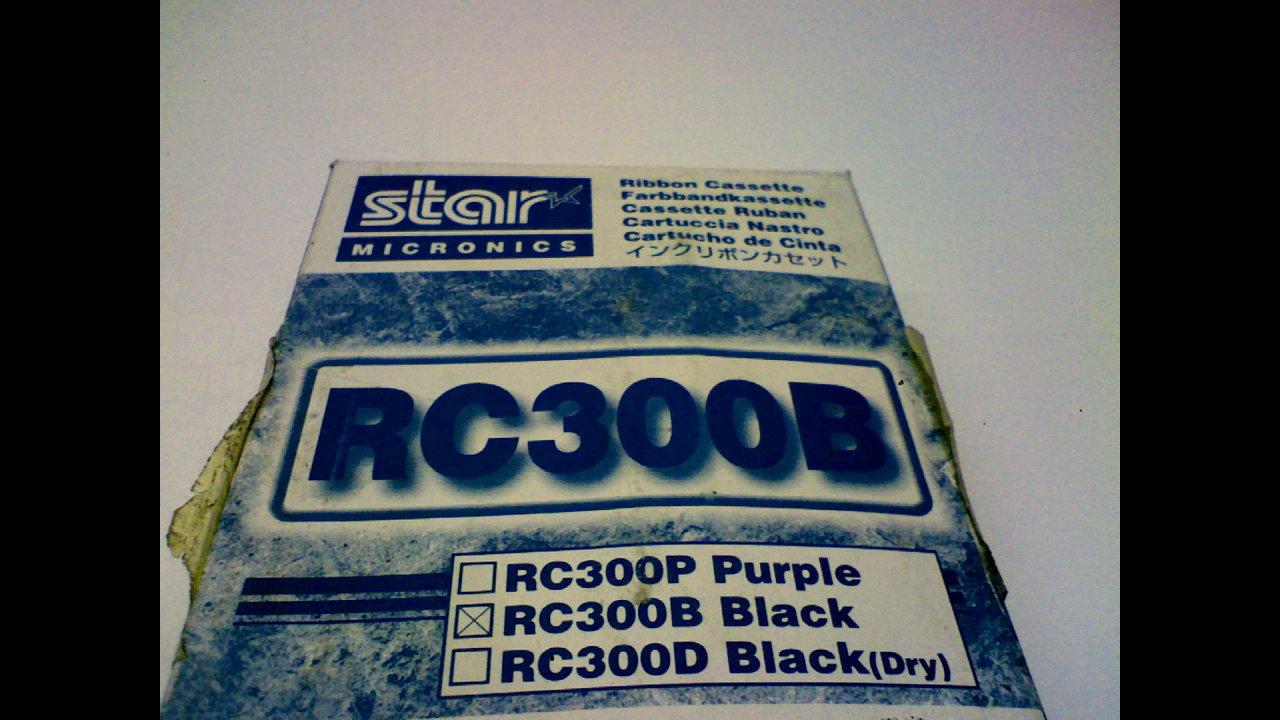 star
MICRONICS
Ribbon Cassette
Farbbandkassette
Cassette Ruban
Cartuccia Nastro
Cartucho de Cinta
インクリボンカセット
RC300B
RC300P Purple
RC300B Black
RC300D Black(Dry)